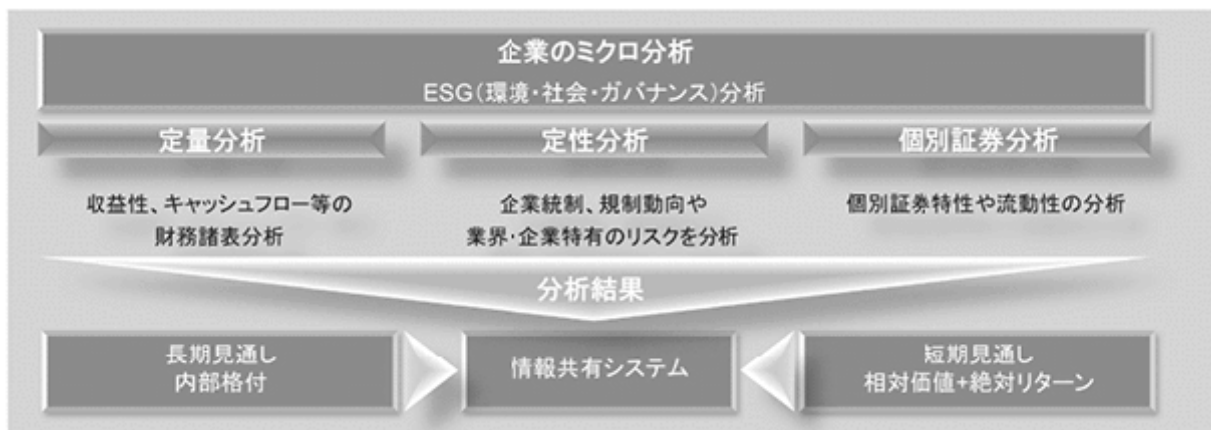 企業のミクロ分析
ESG(環境・社会・ガバナンス)分析
定量分析
収益性、キャッシュフロー等の
財務諸表分析
定性分析
企業統制、規制動向や
業界・企業特有のリスクを分析
個別証券分析
個別証券特性や流動性の分析
分析結果
長期見通し
内部格付
情報共有システム
短期見通し
相対価値+絶対リターン